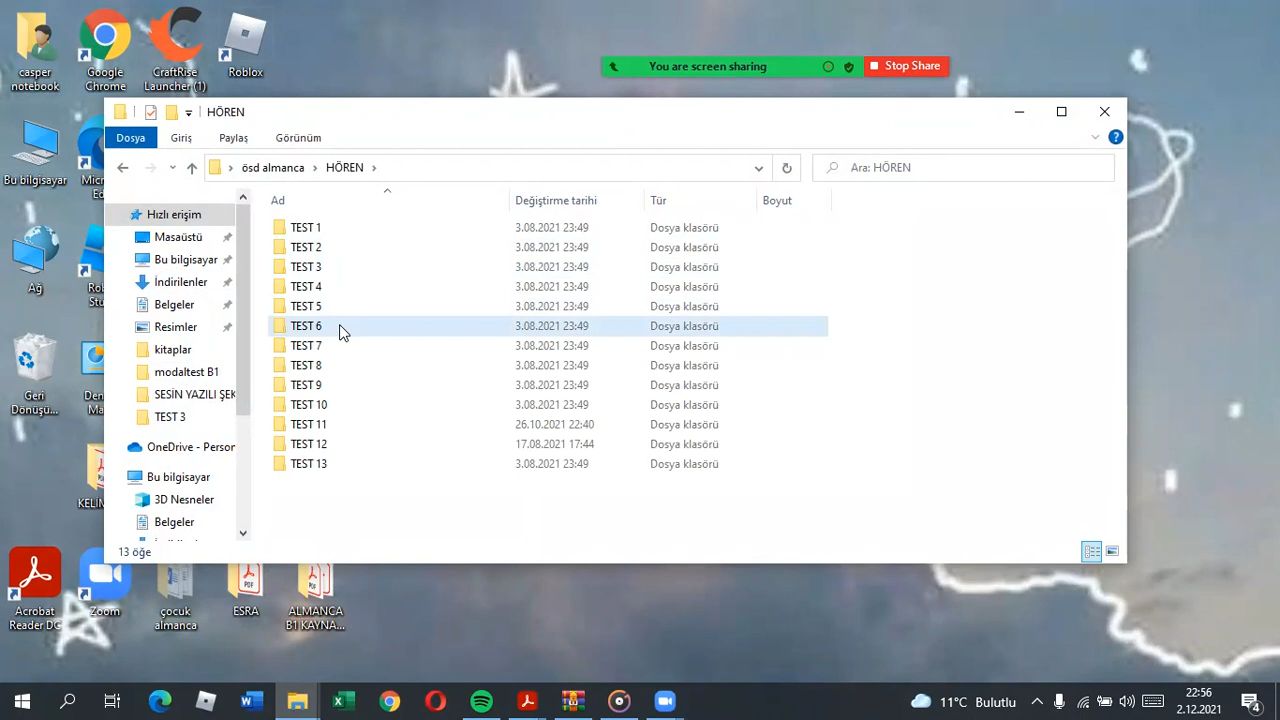 casper
notebook
Google
Chrome
CraftRise
Launcher (1)
Roblox
You are screen sharing
Stop Share
HÖREN
Dosya
Giriş
Paylaş
Görünüm
ösd almanca
HÖREN
Ara: HÖREN
Ad
Değiştirme tarihi
Tür
Boyut
TEST 1 3.08.2021 23:49 Dosya klasörü
TEST 2 3.08.2021 23:49 Dosya klasörü
TEST 3 3.08.2021 23:49 Dosya klasörü
TEST 4 3.08.2021 23:49 Dosya klasörü
TEST 5 3.08.2021 23:49 Dosya klasörü
TEST 6 3.08.2021 23:49 Dosya klasörü
TEST 7 3.08.2021 23:49 Dosya klasörü
TEST 8 3.08.2021 23:49 Dosya klasörü
TEST 9 3.08.2021 23:49 Dosya klasörü
TEST 10 3.08.2021 23:49 Dosya klasörü
TEST 11 26.10.2021 22:40 Dosya klasörü
TEST 12 17.08.2021 17:44 Dosya klasörü
TEST 13 3.08.2021 23:49 Dosya klasörü
Hızlı erişim
Masaüstü
Bu bilgisayar
İndirilenler
Belgeler
Resimler
kitaplar
modaltest B1
SESİN YAZILI ŞEK
TEST 3
OneDrive - Person
Bu bilgisayar
3D Nesneler
Belgeler
13 öğe
Bu bilgisayar
Micr
Ed
Ağ
Rob
Stu
Geri
Dönüşü...
Den
Ma
KELİM
Acrobat
Reader DC
Zoom
çocuk
almanca
PDF
ESRA
PDF
ALMANCA
B1 KAYNA...
11°C Bulutlu
22:56
2.12.2021
4